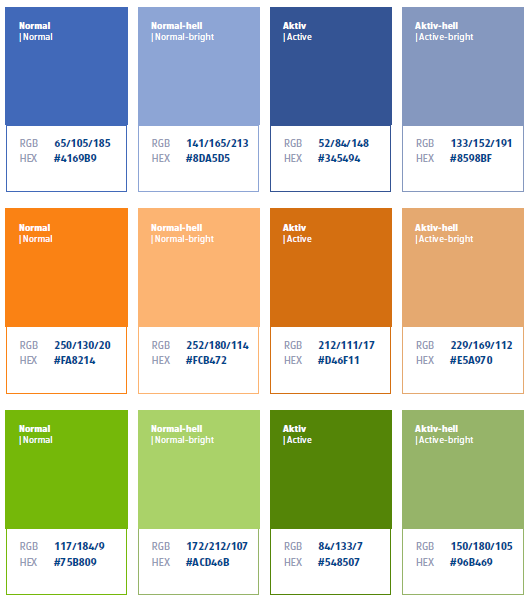 Normal
|Normal
RGB 65/105/185
HEX #4169B9
Normal-hell
|Normal-bright
RGB 141/165/213
HEX #8DA5D5
Aktiv
|Active
RGB 52/84/148
HEX #345494
Aktiv-hell
|Active-bright
RGB 133/152/191
HEX #8598BF
Normal
|Normal
RGB 250/130/20
HEX #FA8214
Normal-hell
|Normal-bright
RGB 252/180/114
HEX #FCB472
Aktiv
|Active
RGB 212/111/17
HEX #D46F11
Aktiv-hell
|Active-bright
RGB 229/169/112
HEX #E5A970
Normal
|Normal
RGB 117/184/9
HEX #75B809
Normal-hell
|Normal-bright
RGB 172/212/107
HEX #ACD46B
Aktiv
|Active
RGB 84/133/7
HEX #548507
Aktiv-hell
|Active-bright
RGB 150/180/105
HEX #96B469